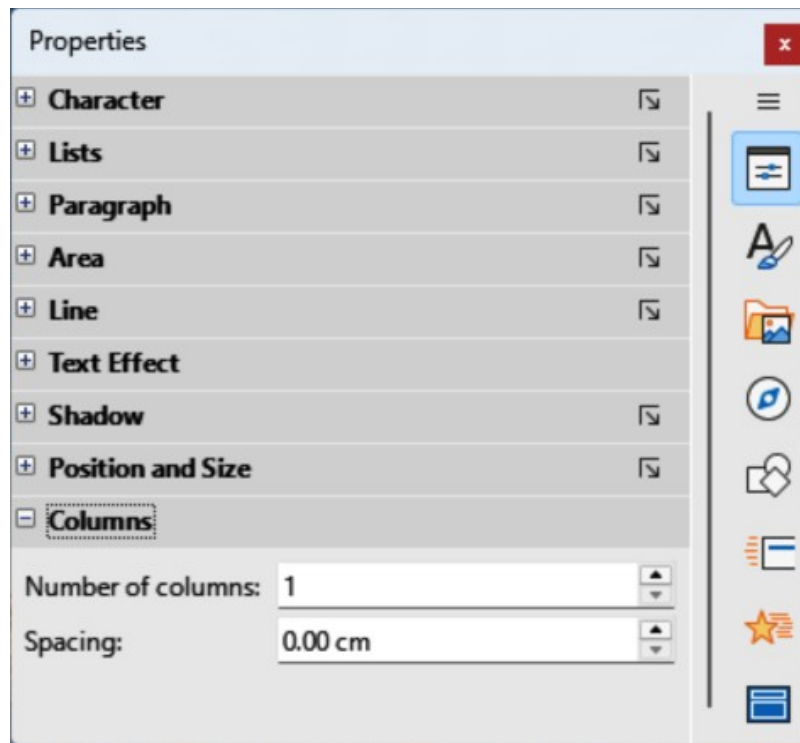 Properties
Character
Lists
Paragraph
Area
Line
Text Effect
Shadow
Position and Size
Columns
Number of columns: 1
Spacing: 0.00 cm